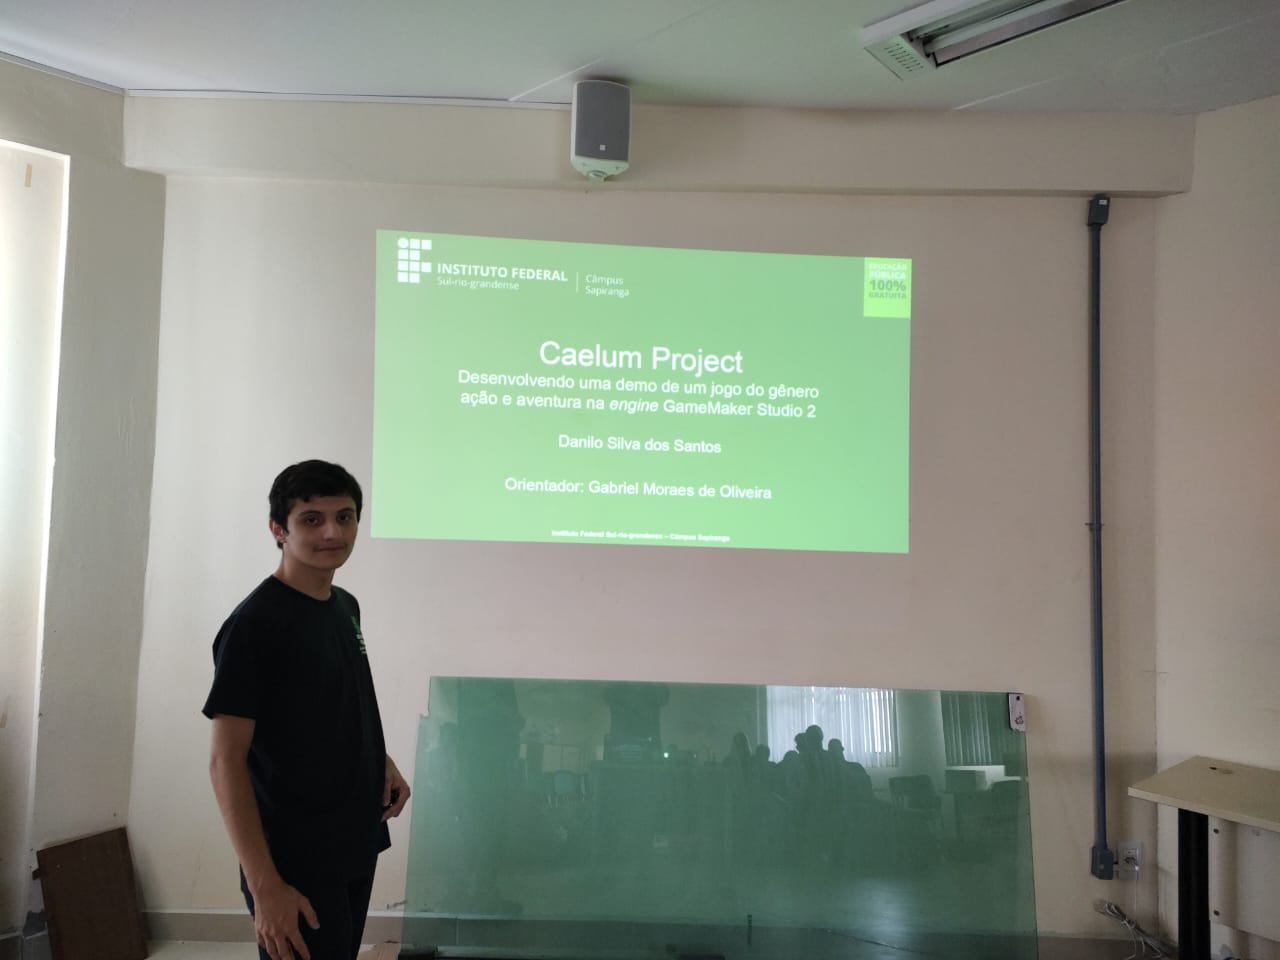 INSTITUTO FEDERAL
Sul-rio-grandense
Câmpus
Sapiranga
EDUCAÇÃO
PÚBLICA
100%
GRATUITA
Caelum Project
Desenvolvendo uma demo de um jogo do gênero
ação e aventura na engine GameMaker Studio 2
Danilo Silva dos Santos
Orientador: Gabriel Moraes de Oliveira
Instituto Federal Sul-rio-grandense – Câmpus Sapiranga